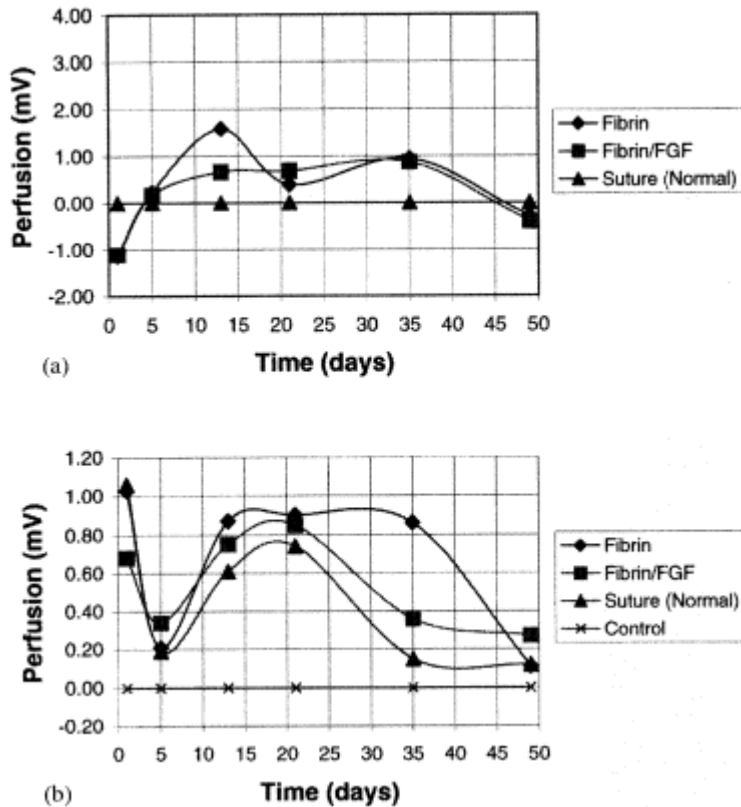 4.00
3.00
2.00
1.00
0.00
-1.00
-2.00
Perfusion (mV)
0 5 10 15 20 25 30 35 40 45 50
Time (days)
Fibrin
Fibrin/FGF
Suture (Normal)
(a)
1.20
1.00
0.80
0.60
0.40
0.20
0.00
-0.20
Perfusion (mV)
0 5 10 15 20 25 30 35 40 45 50
Time (days)
Fibrin
Fibrin/FGF
Suture (Normal)
Control
(b)